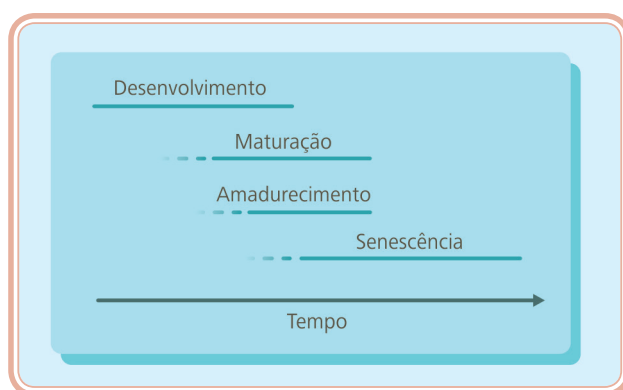 Desenvolvimento
Maturação
Amadurecimento
Senescência
Tempo